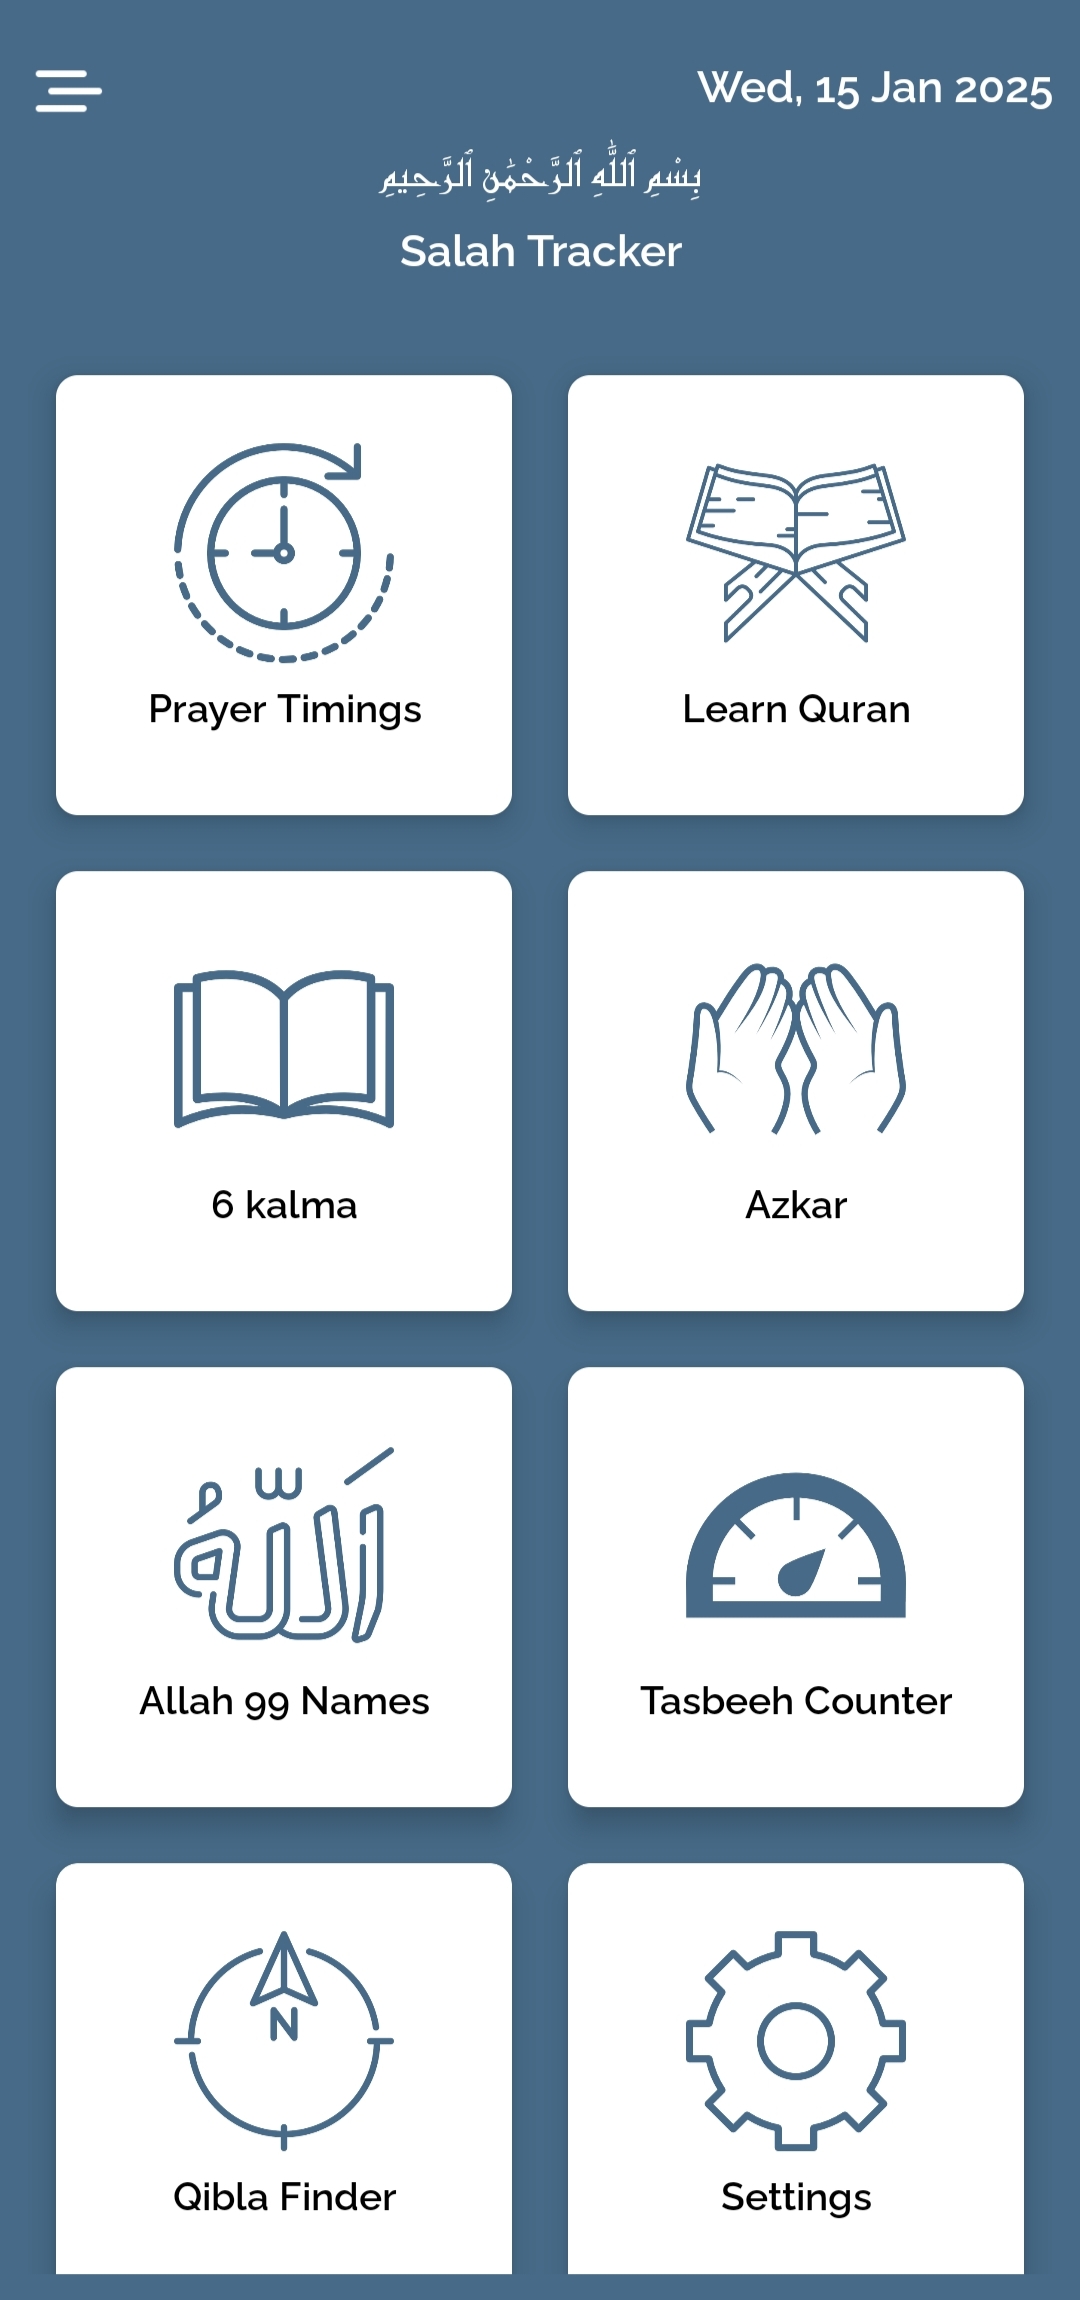 Wed, 15 Jan 2025
بِسْمِ ٱللَّهِ ٱلرَّحْمَٰنِ ٱلرَّحِيمِ
Salah Tracker
Prayer Timings
Learn Quran
6 kalma
Azkar
اَللّٰهُ
Allah 99 Names
Tasbeeh Counter
N
Qibla Finder
Settings